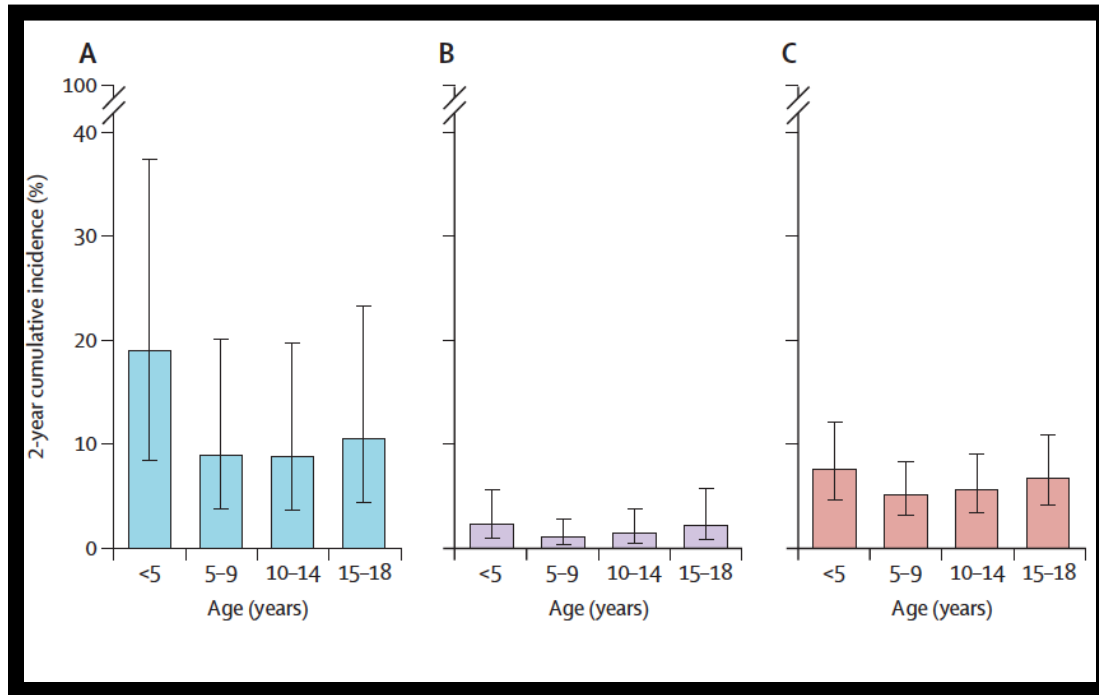 A
B
C
2-year cumulative incidence (%)
100
40
30
20
10
0
<5 5–9 10–14 15–18
<5 5–9 10–14 15–18
<5 5–9 10–14 15–18
Age (years)
Age (years)
Age (years)